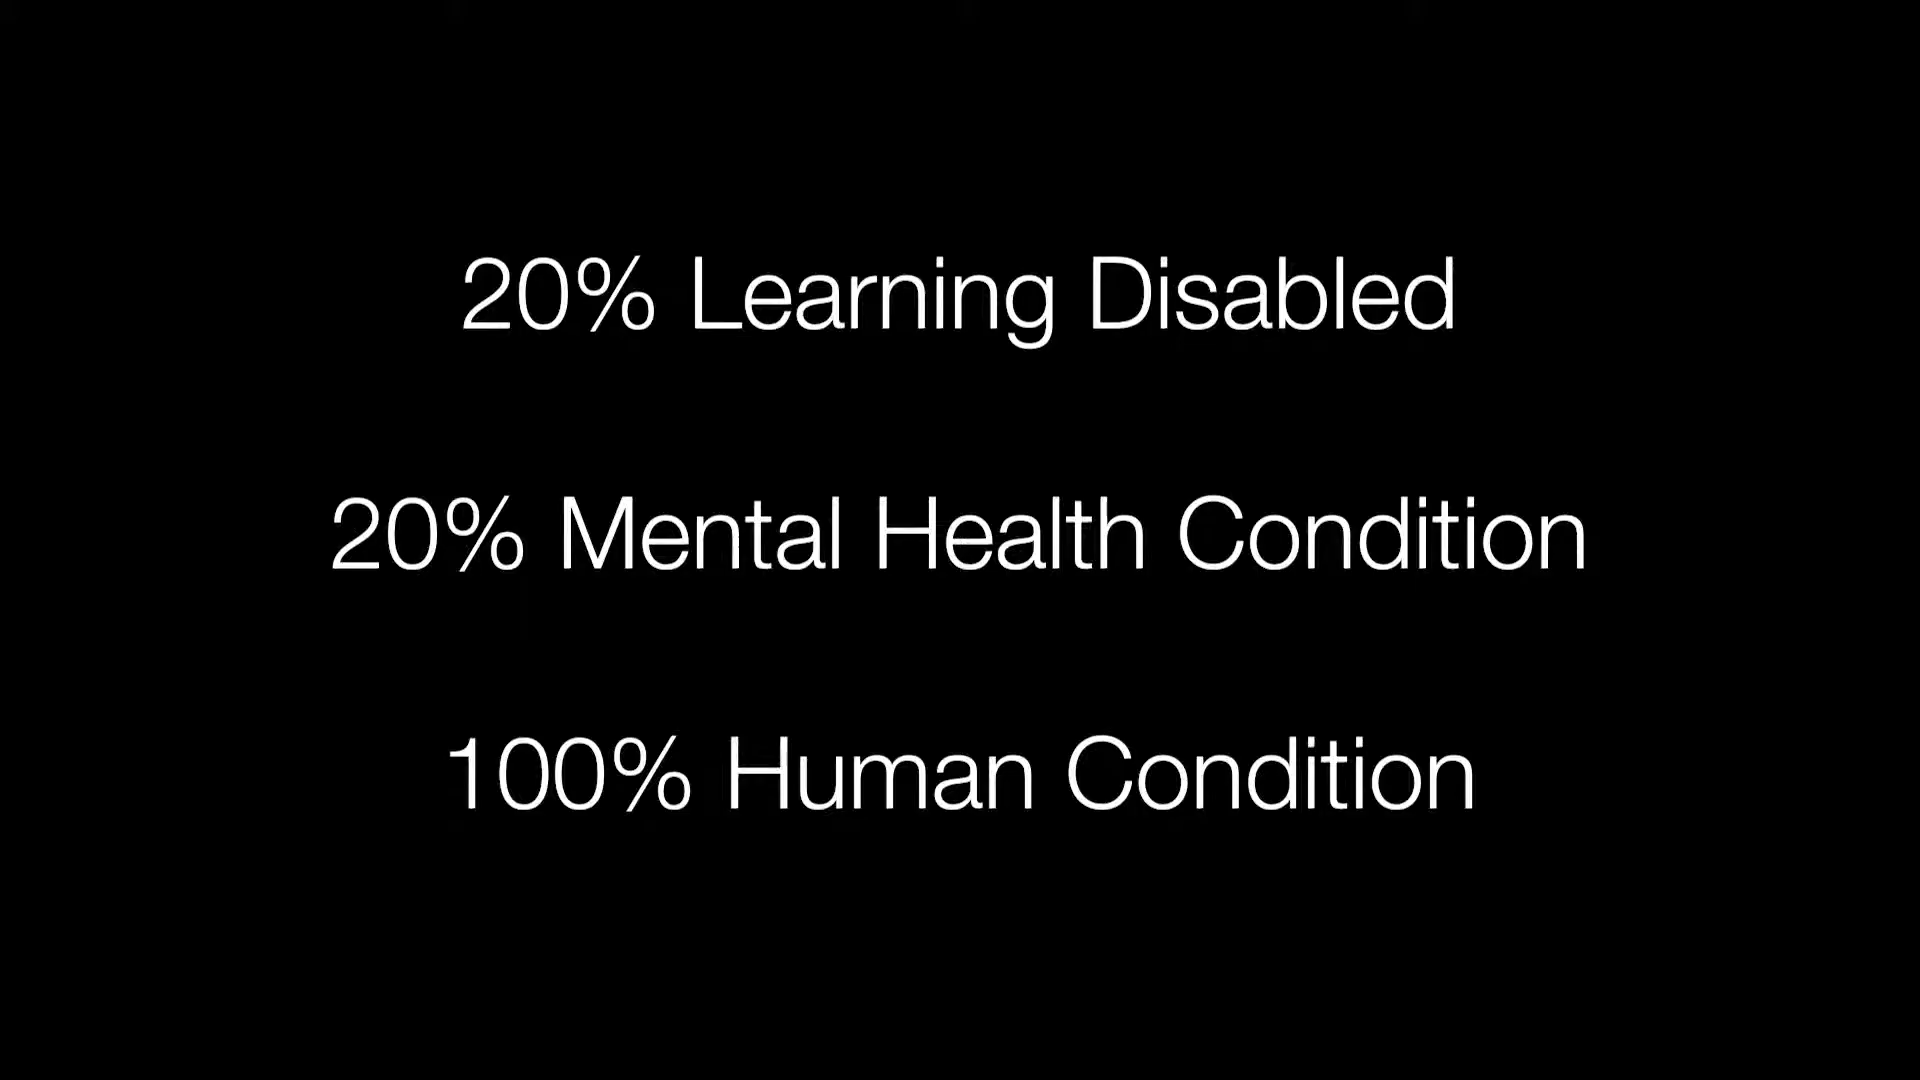 20% Learning Disabled
20% Mental Health Condition
100% Human Condition